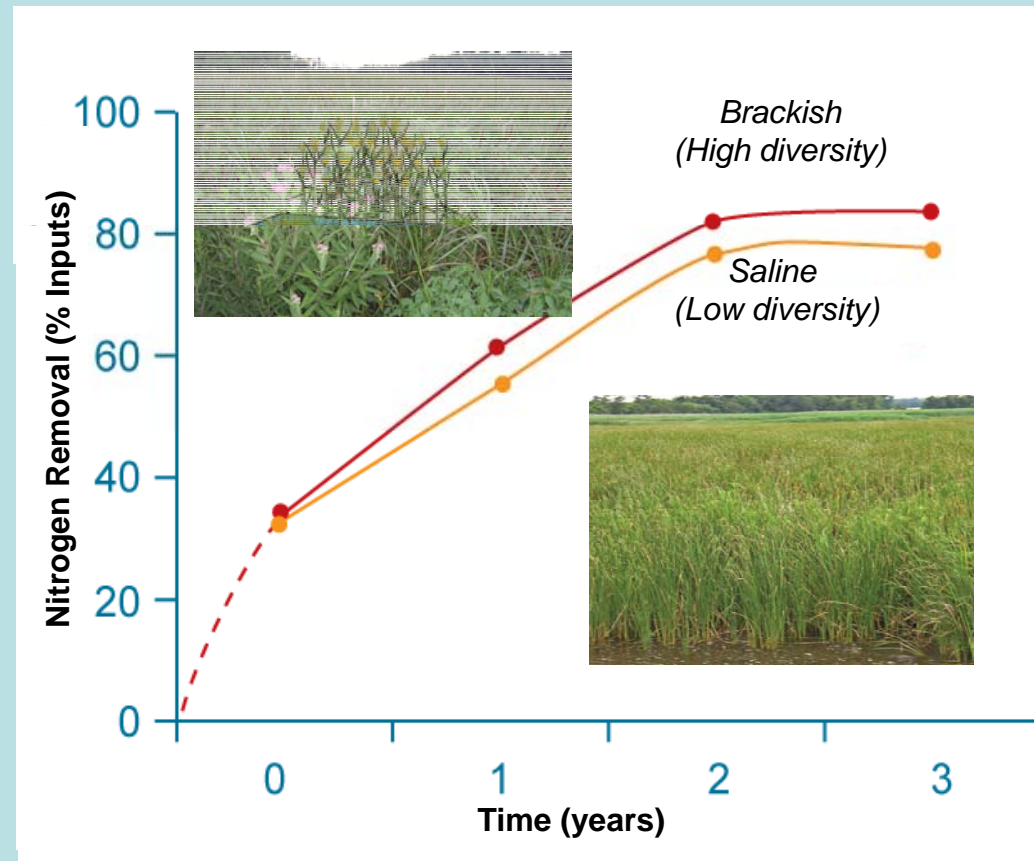 100
80
60
40
20
0
Nitrogen Removal (% Inputs)
Brackish
(High diversity)
Saline
(Low diversity)
0 1 2 3
Time (years)